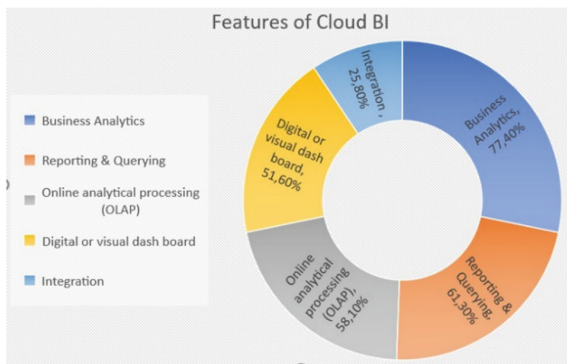 Features of Cloud BI
Business Analytics
Reporting & Querying
Online analytical processing
(OLAP)
Digital or visual dash board
Integration
Integration ,
25,80%
Business
Analytics,
77,40%
Digital or
visual dash
board,
51,60%
Online
analytical
processing
(OLAP),
58,10%
Reporting &
Querying,
61,30%